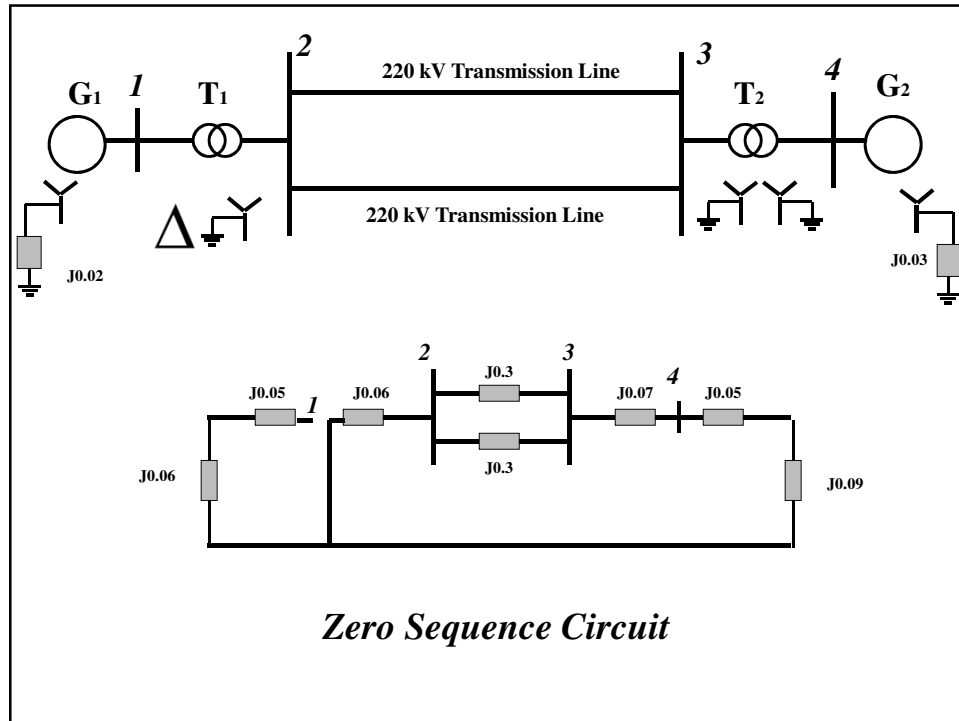 2
220 kV Transmission Line
3
1
4
G1
T1
T2
G2
220 kV Transmission Line
Δ
J0.02
J0.03
2
3
J0.3
4
J0.05
1
J0.06
J0.07
J0.05
J0.3
J0.06
J0.09
Zero Sequence Circuit